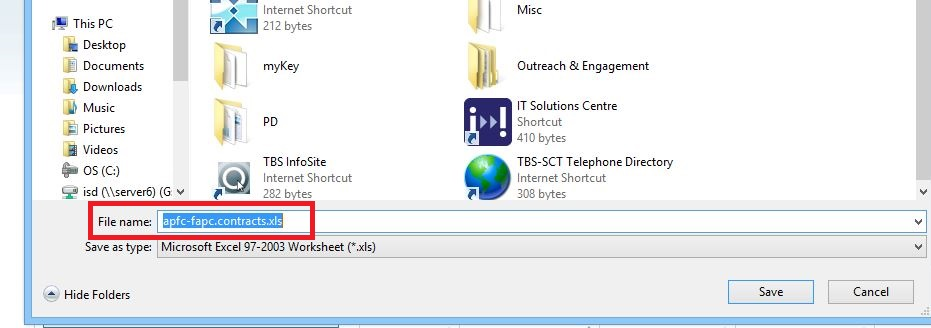 This PC
Desktop
Documents
Downloads
Music
Pictures
Videos
OS (C:)
isd (\\server6) (G
Internet Shortcut
212 bytes
Misc
myKey
Outreach & Engagement
PD
IT Solutions Centre
Shortcut
410 bytes
TBS InfoSite
Internet Shortcut
282 bytes
TBS-SCT Telephone Directory
Internet Shortcut
308 bytes
File name: apfc-fapc.contracts.xls
Save as type: Microsoft Excel 97-2003 Worksheet (*.xls)
Hide Folders
Save
Cancel